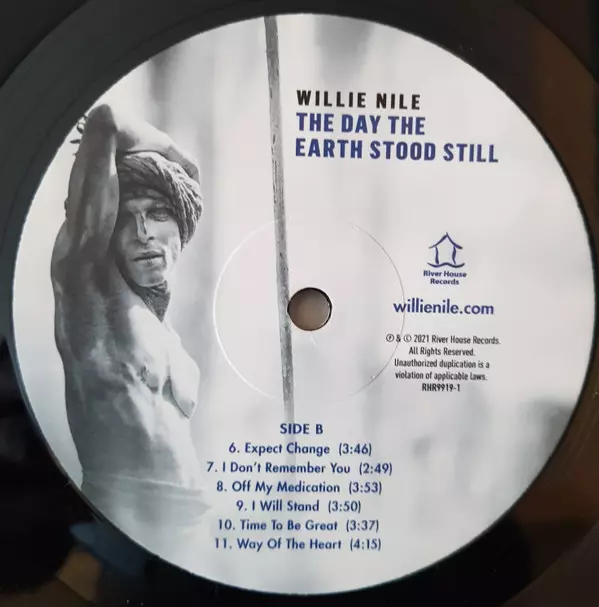 WILLIE NILE
THE DAY THE
EARTH STOOD STILL
River House
Records
willienile.com
℗ & © 2021 River House Records.
All Rights Reserved.
Unauthorized duplication is a
violation of applicable laws.
RHR9919-1
SIDE B
6. Expect Change (3:46)
7. I Don't Remember You (2:49)
8. Off My Medication (3:53)
9. I Will Stand (3:50)
10. Time To Be Great (3:37)
11. Way Of The Heart (4:15)